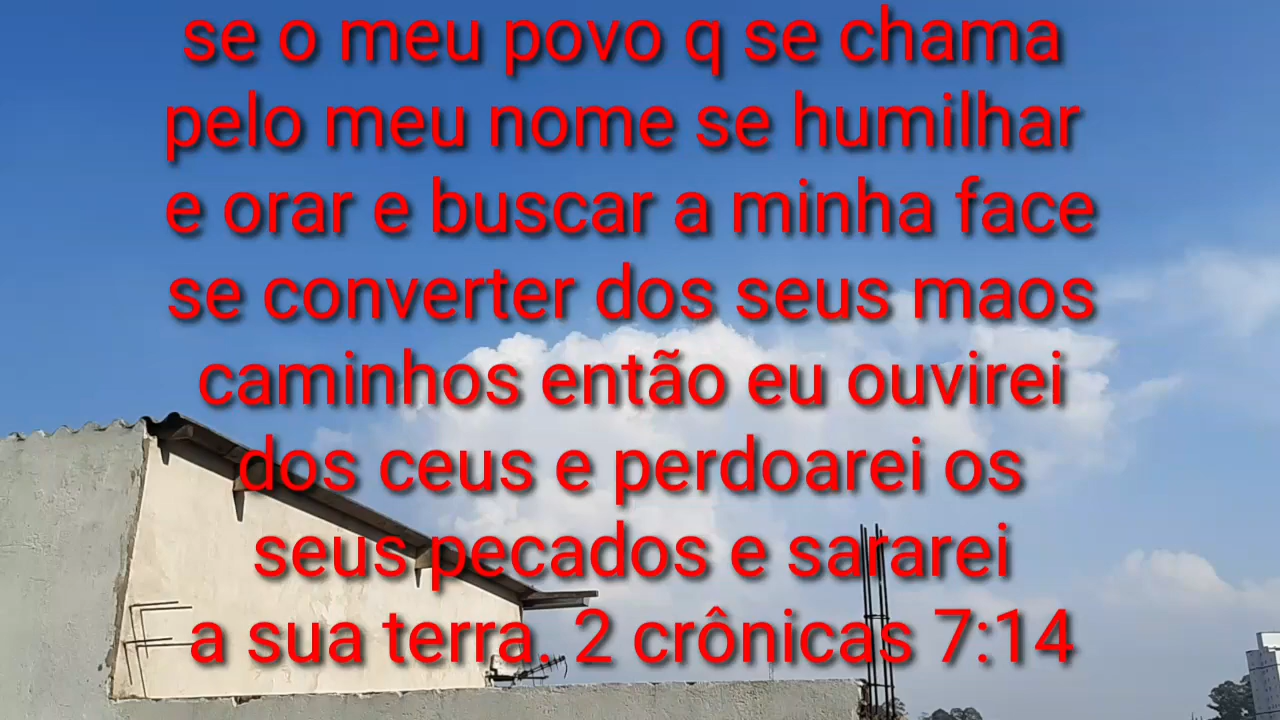 se o meu povo q se chama
pelo meu nome se humilhar
e orar e buscar a minha face
se converter dos seus maos
caminhos então eu ouvirei
dos ceus e perdoarei os
seus pecados e sararei
a sua terra. 2 crônicas 7:14